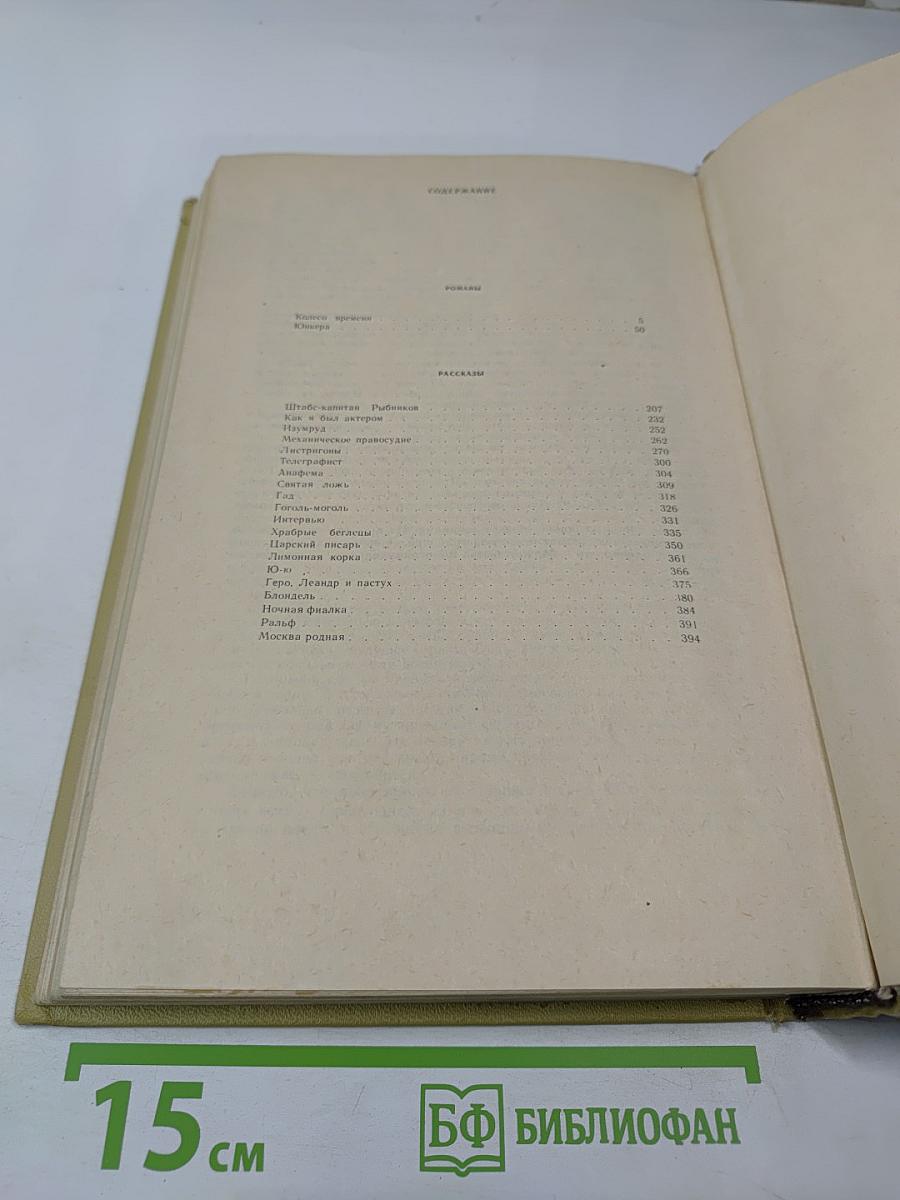 СОДЕРЖАНИЕ
РОМАНЫ
Колесо времени . . . . . 5
Юнкера . . . . . 50
РАССКАЗЫ
Штабс-капитан Рыбников . . . . . 207
Как я был актером . . . . . 232
Изумруд . . . . . 252
Механическое правосудие . . . . . 262
Листригоны . . . . . 270
Телеграфист . . . . . 300
Анафема . . . . . 304
Святая ложь . . . . . 309
Гад . . . . . 318
Гоголь-моголь . . . . . 326
Интервью . . . . . 331
Храбрые беглецы . . . . . 335
Царский писарь . . . . . 350
Лимонная корка . . . . . 361
Ю-ю . . . . . 366
Геро, Леандр и пастух . . . . . 375
Блондель . . . . . 380
Ночная фиалка . . . . . 384
Ральф . . . . . 391
Москва родная . . . . . 394
15 см
БФ БИБЛИОФАН